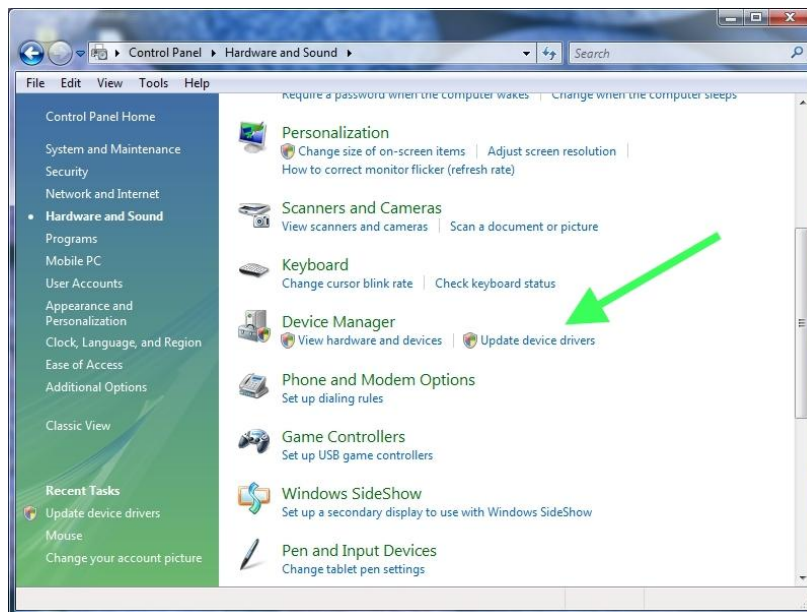 Control Panel Hardware and Sound Search
File Edit View Tools Help
Control Panel Home
System and Maintenance
Security
Network and Internet
Hardware and Sound
Programs
Mobile PC
User Accounts
Appearance and
Personalization
Clock, Language, and Region
Ease of Access
Additional Options
Classic View
Recent Tasks
Update device drivers
Mouse
Change your account picture
Require a password when the computer wakes Change when the computer sleeps
Personalization
Change size of on-screen items Adjust screen resolution
How to correct monitor flicker (refresh rate)
Scanners and Cameras
View scanners and cameras Scan a document or picture
Keyboard
Change cursor blink rate Check keyboard status
Device Manager
View hardware and devices Update device drivers
Phone and Modem Options
Set up dialing rules
Game Controllers
Set up USB game controllers
Windows SideShow
Set up a secondary display to use with Windows SideShow
Pen and Input Devices
Change tablet pen settings